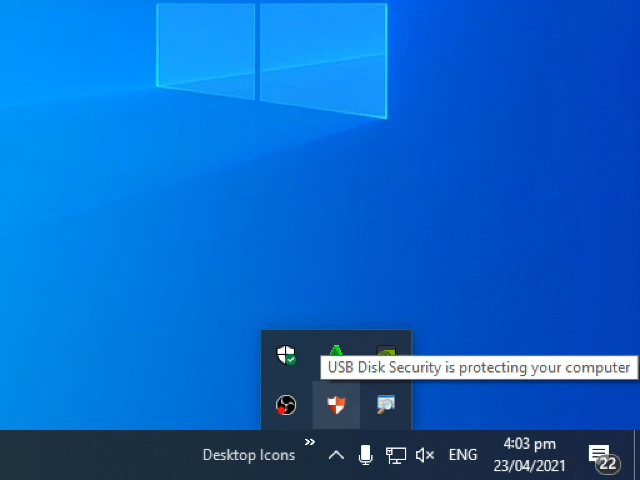 USB Disk Security is protecting your computer
Desktop Icons
ENG
4:03 pm
23/04/2021
22